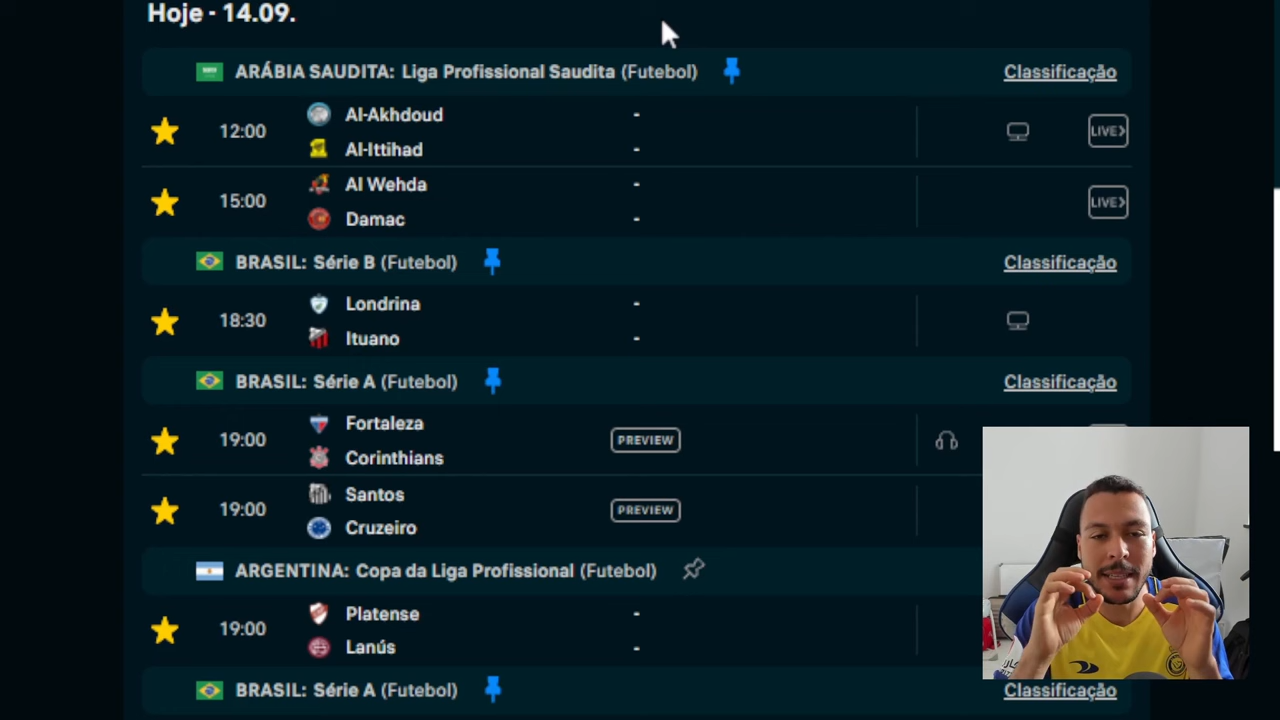 Hoje - 14.09.
ARÁBIA SAUDITA: Liga Profissional Saudita (Futebol) Classificação
12:00 Al-Akhdoud - LIVE
Al-Ittihad -
15:00 Al Wehda - LIVE
Damac -
BRASIL: Série B (Futebol) Classificação
18:30 Londrina -
Ituano -
BRASIL: Série A (Futebol) Classificação
19:00 Fortaleza PREVIEW
Corinthians
19:00 Santos PREVIEW
Cruzeiro
ARGENTINA: Copa da Liga Profissional (Futebol)
19:00 Platense -
Lanús -
BRASIL: Série A (Futebol) Classificação